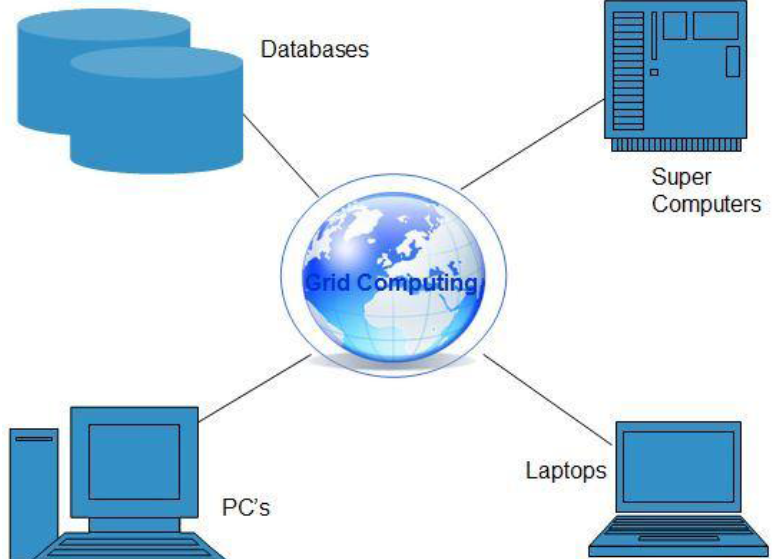 Databases
Super
Computers
Grid Computing
Laptops
PC's